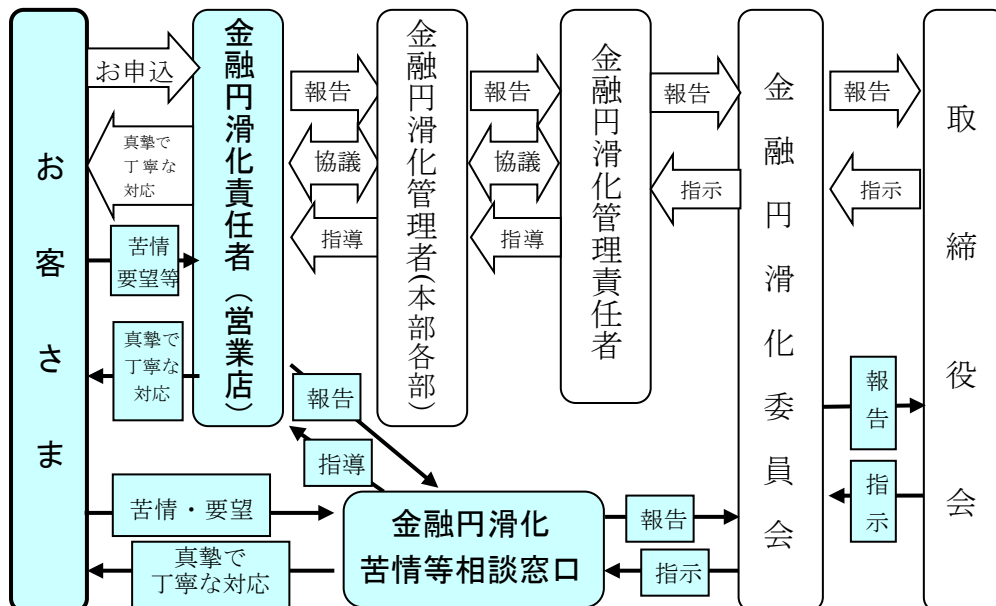 お客さま
お申込
真摯で
丁寧な
対応
苦情
要望等
真摯で
丁寧な
対応
苦情・要望
真摯で
丁寧な対応
金融円滑化責任者（営業店）
報告
協議
指導
報告
指導
金融円滑化管理者(本部各部)
報告
協議
指導
金融円滑化管理責任者
報告
指示
金融円滑化
苦情等相談窓口
報告
指示
金融円滑化委員会
報告
指示
報告
指示
取締役会